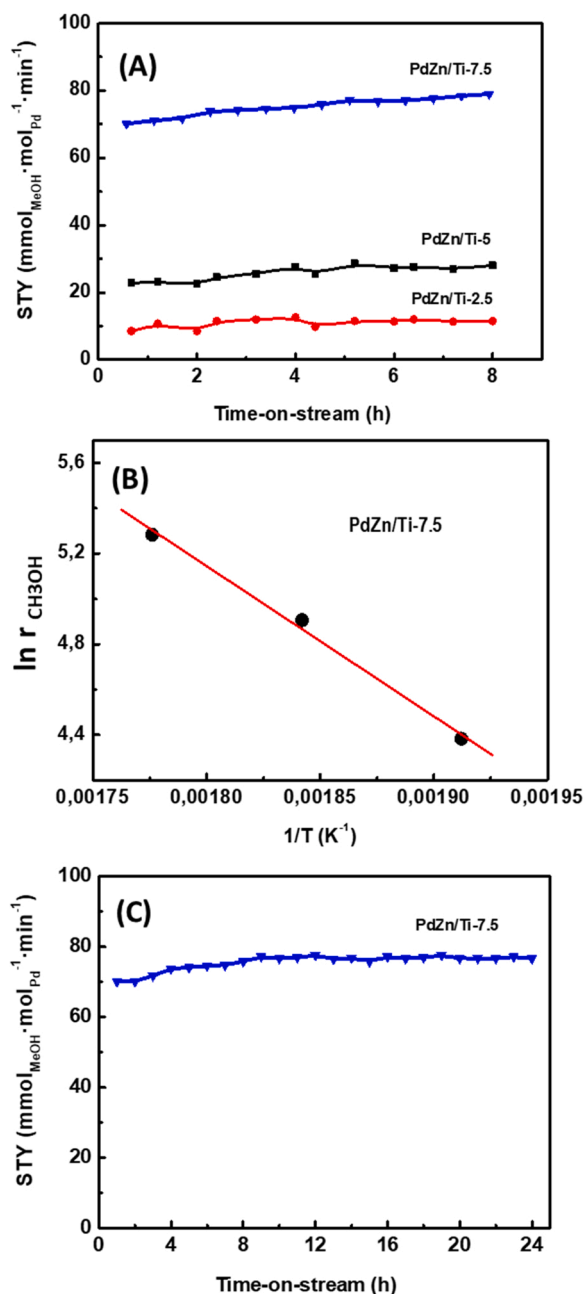 (A)
PdZn/Ti-7.5
PdZn/Ti-5
PdZn/Ti-2.5
STY (mmol_MeOH·mol_Pd^-1·min^-1)
100
80
60
40
20
0
0 2 4 6 8
Time-on-stream (h)
(B)
PdZn/Ti-7.5
ln r CH3OH
5,6
5,2
4,8
4,4
0,00175 0,00180 0,00185 0,00190 0,00195
1/T (K^-1)
(C)
PdZn/Ti-7.5
STY (mmol_MeOH·mol_Pd^-1·min^-1)
100
80
60
40
20
0
0 4 8 12 16 20 24
Time-on-stream (h)